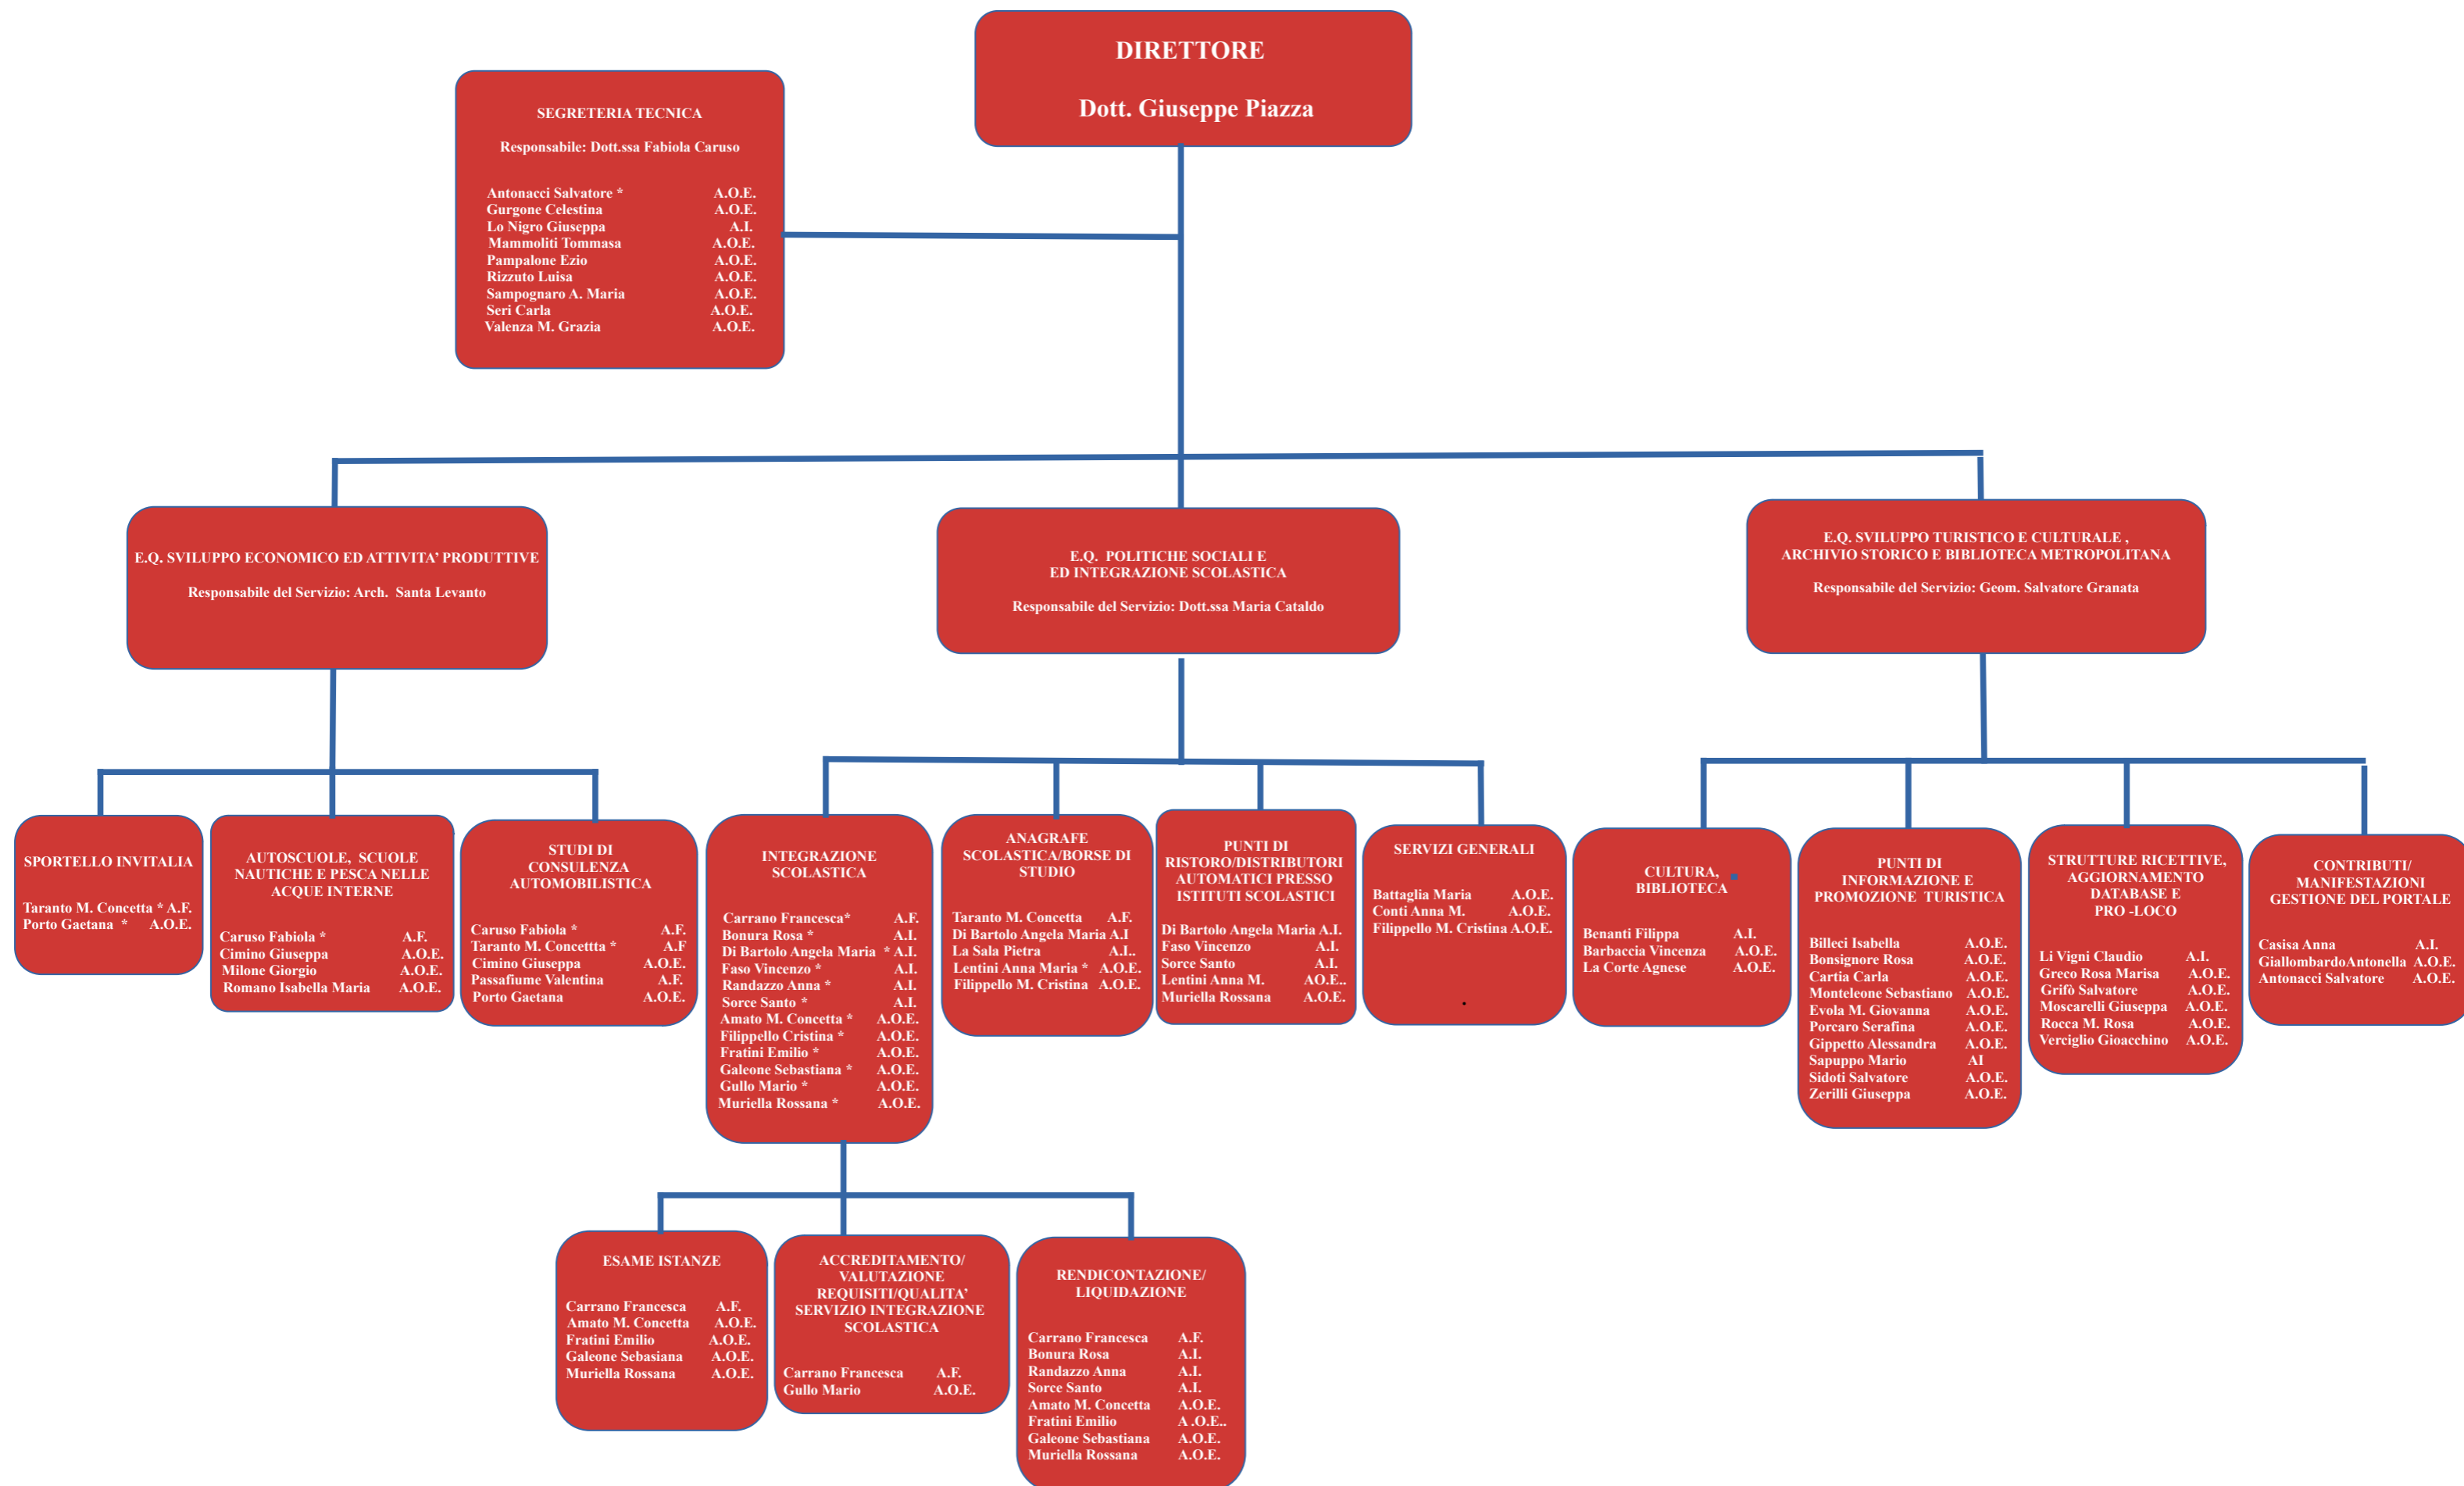 DIRETTORE
Dott. Giuseppe Piazza
SEGRETERIA TECNICA
Responsabile: Dott.ssa Fabiola Caruso
Antonacci Salvatore * A.O.E.
Gurgone Celestina A.O.E.
Lo Nigro Giuseppa A.I.
Mammoliti Tommasa A.O.E.
Pampalone Ezio A.O.E.
Rizzuto Luisa A.O.E.
Sampognaro A. Maria A.O.E.
Seri Carla A.O.E.
Valenza M. Grazia A.O.E.
E.Q. SVILUPPO ECONOMICO ED ATTIVITA’ PRODUTTIVE
Responsabile del Servizio: Arch. Santa Levanto
E.Q. POLITICHE SOCIALI E
ED INTEGRAZIONE SCOLASTICA
Responsabile del Servizio: Dott.ssa Maria Cataldo
E.Q. SVILUPPO TURISTICO E CULTURALE ,
ARCHIVIO STORICO E BIBLIOTECA METROPOLITANA
Responsabile del Servizio: Geom. Salvatore Granata
SPORTELLO INVITALIA
Taranto M. Concetta * A.F.
Porto Gaetana * A.O.E.
AUTOSCUOLE, SCUOLE
NAUTICHE E PESCA NELLE
ACQUE INTERNE
Caruso Fabiola * A.F.
Cimino Giuseppa A.O.E.
Milone Giorgio A.O.E.
Romano Isabella Maria A.O.E.
STUDI DI
CONSULENZA
AUTOMOBILISTICA
Caruso Fabiola * A.F.
Taranto M. Concettta * A.F
Cimino Giuseppa A.O.E.
Passafiume Valentina A.F.
Porto Gaetana A.O.E.
INTEGRAZIONE
SCOLASTICA
Carrano Francesca* A.F.
Bonura Rosa * A.I.
Di Bartolo Angela Maria * A.I.
Faso Vincenzo * A.I.
Randazzo Anna * A.I.
Sorce Santo * A.I.
Amato M. Concetta * A.O.E.
Filippello Cristina * A.O.E.
Fratini Emilio * A.O.E.
Galeone Sebastiana * A.O.E.
Gullo Mario * A.O.E.
Muriella Rossana * A.O.E.
ANAGRAFE
SCOLASTICA/BORSE DI
STUDIO
Taranto M. Concetta A.F.
Di Bartolo Angela Maria A.I
La Sala Pietra A.I..
Lentini Anna Maria * A.O.E.
Filippello M. Cristina A.O.E.
PUNTI DI
RISTORO/DISTRIBUTORI
AUTOMATICI PRESSO
ISTITUTI SCOLASTICI
Di Bartolo Angela Maria A.I.
Faso Vincenzo A.I.
Sorce Santo A.I.
Lentini Anna M. AO.E..
Muriella Rossana A.O.E.
SERVIZI GENERALI
Battaglia Maria A.O.E.
Conti Anna M. A.O.E.
Filippello M. Cristina A.O.E.
.
CULTURA,
BIBLIOTECA
Benanti Filippa A.I.
Barbaccia Vincenza A.O.E.
La Corte Agnese A.O.E.
PUNTI DI
INFORMAZIONE E
PROMOZIONE TURISTICA
Billeci Isabella A.O.E.
Bonsignore Rosa A.O.E.
Cartia Carla A.O.E.
Monteleone Sebastiano A.O.E.
Evola M. Giovanna A.O.E.
Porcaro Serafina A.O.E.
Gippetto Alessandra A.O.E.
Sapuppo Mario AI
Sidoti Salvatore A.O.E.
Zerilli Giuseppa A.O.E.
STRUTTURE RICETTIVE,
AGGIORNAMENTO
DATABASE E
PRO -LOCO
Li Vigni Claudio A.I.
Greco Rosa Marisa A.O.E.
Grifò Salvatore A.O.E.
Moscarelli Giuseppa A.O.E.
Rocca M. Rosa A.O.E.
Verciglio Gioacchino A.O.E.
CONTRIBUTI/
MANIFESTAZIONI
GESTIONE DEL PORTALE
Casisa Anna A.I.
GiallombardoAntonella A.O.E.
Antonacci Salvatore A.O.E.
ESAME ISTANZE
Carrano Francesca A.F.
Amato M. Concetta A.O.E.
Fratini Emilio A.O.E.
Galeone Sebasiana A.O.E.
Muriella Rossana A.O.E.
ACCREDITAMENTO/
VALUTAZIONE
REQUISITI/QUALITA’
SERVIZIO INTEGRAZIONE
SCOLASTICA
Carrano Francesca A.F.
Gullo Mario A.O.E.
RENDICONTAZIONE/
LIQUIDAZIONE
Carrano Francesca A.F.
Bonura Rosa A.I.
Randazzo Anna A.I.
Sorce Santo A.I.
Amato M. Concetta A.O.E.
Fratini Emilio A .O.E..
Galeone Sebastiana A.O.E.
Muriella Rossana A.O.E.